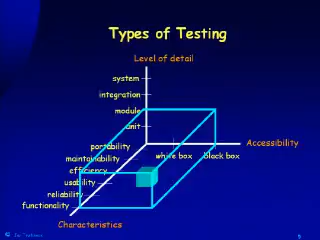 Types of Testing
Level of detail
system
integration
module
unit
Accessibility
white box black box
portability
maintainability
efficiency
usability
reliability
functionality
Characteristics
©
5